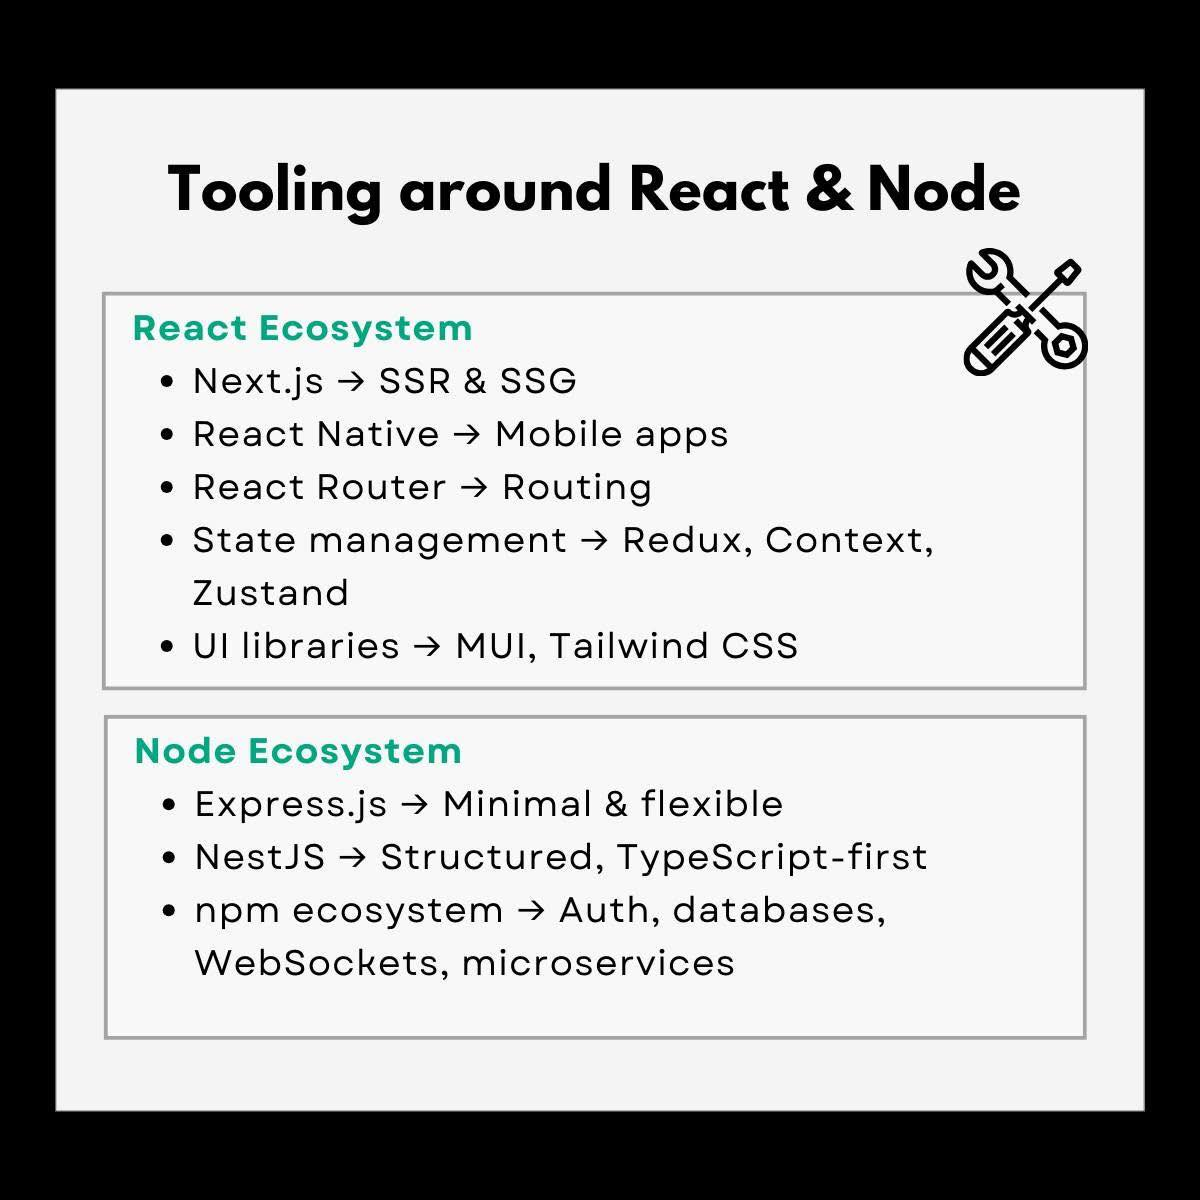 Tooling around React & Node
React Ecosystem
• Next.js → SSR & SSG
• React Native → Mobile apps
• React Router → Routing
• State management → Redux, Context,
Zustand
• UI libraries → MUI, Tailwind CSS
Node Ecosystem
• Express.js → Minimal & flexible
• NestJS → Structured, TypeScript-first
• npm ecosystem → Auth, databases,
WebSockets, microservices